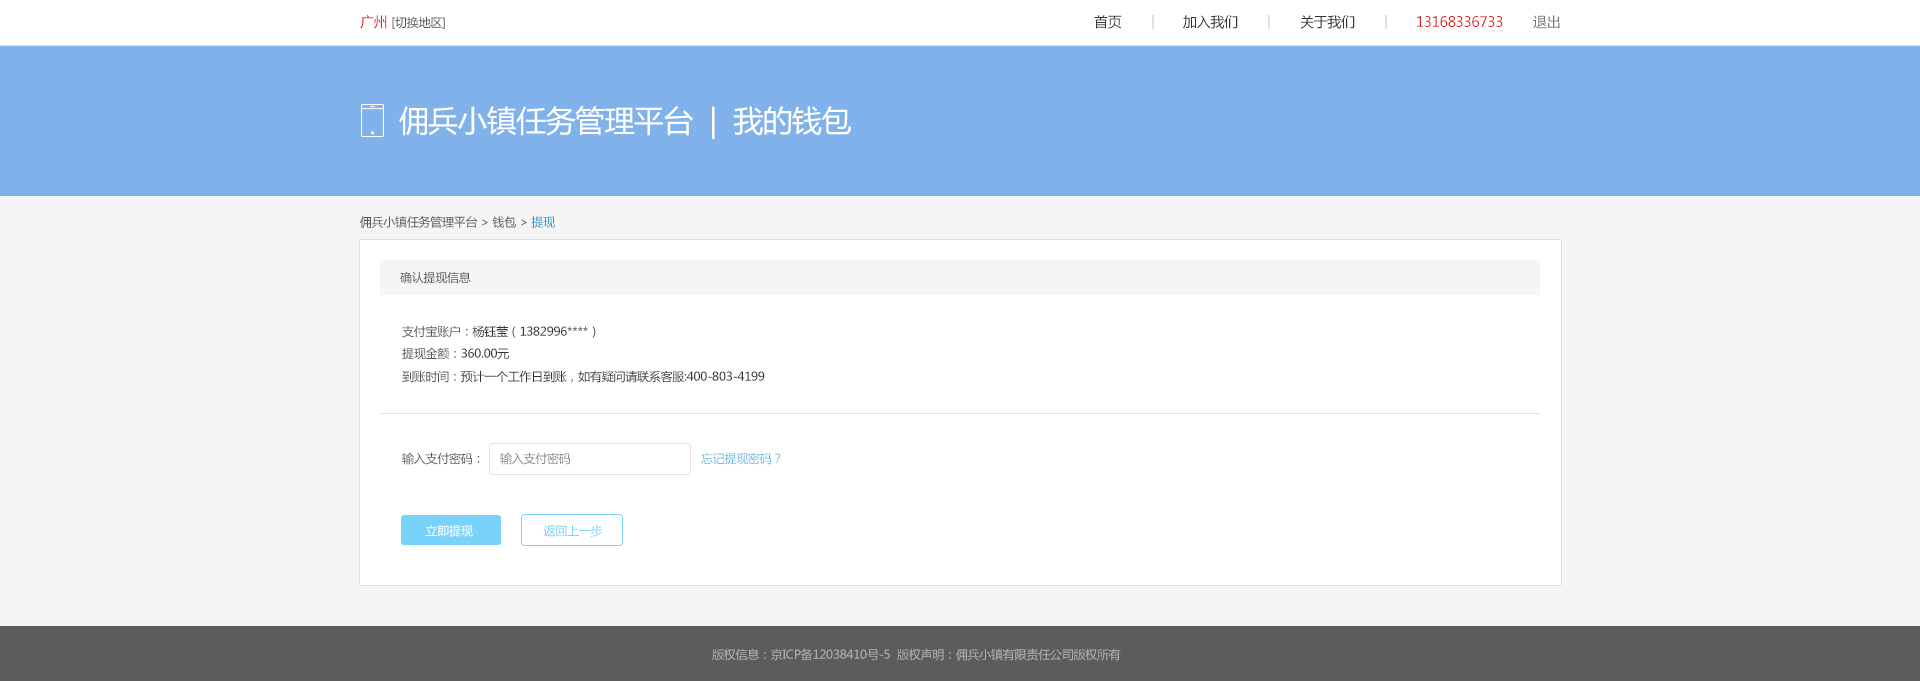 广州 [切换地区] 首页 | 加入我们 | 关于我们 | 13168336733 退出
佣兵小镇任务管理平台 | 我的钱包
佣兵小镇任务管理平台 > 钱包 > 提现
确认提现信息
支付宝账户：杨钰莹（1382996****）
提现金额：360.00元
到账时间：预计一个工作日到账，如有疑问请联系客服:400-803-4199
输入支付密码： 输入支付密码 忘记提现密码？
立即提现 返回上一步
版权信息：京ICP备12038410号-5 版权声明：佣兵小镇有限责任公司版权所有